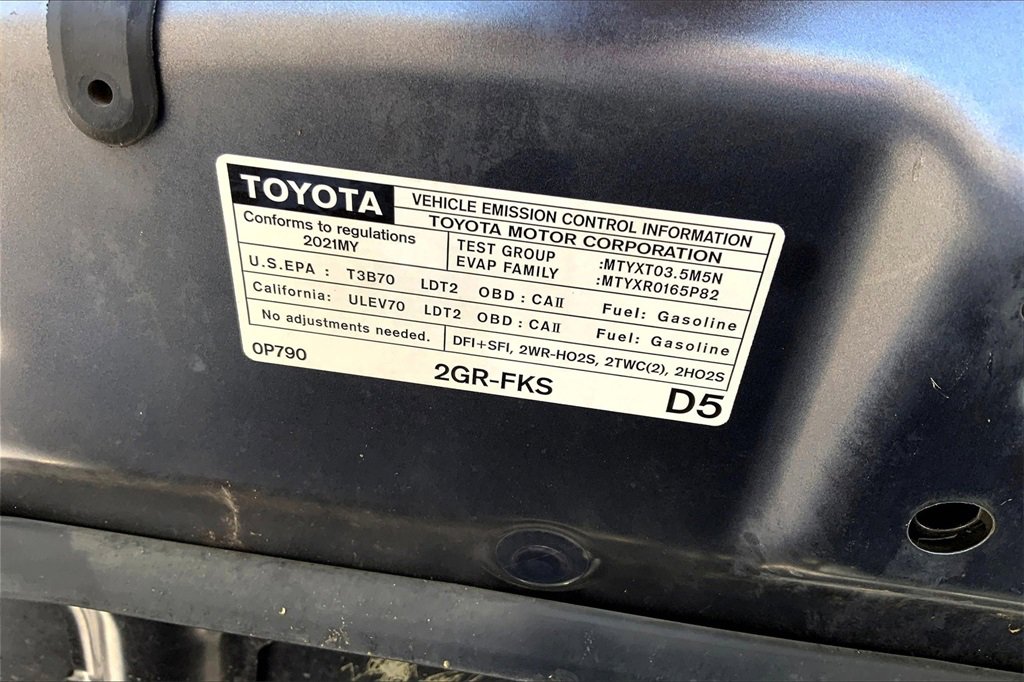 TOYOTA
VEHICLE EMISSION CONTROL INFORMATION
TOYOTA MOTOR CORPORATION
Conforms to regulations
2021MY
TEST GROUP :MTYXT03.5M5N
EVAP FAMILY :MTYXR0165P82
U.S.EPA : T3B70 LDT2 OBD : CAII Fuel: Gasoline
California: ULEV70 LDT2 OBD : CAII Fuel: Gasoline
No adjustments needed.
DFI+SFI, 2WR-HO2S, 2TWC(2), 2HO2S
OP790
2GR-FKS
D5